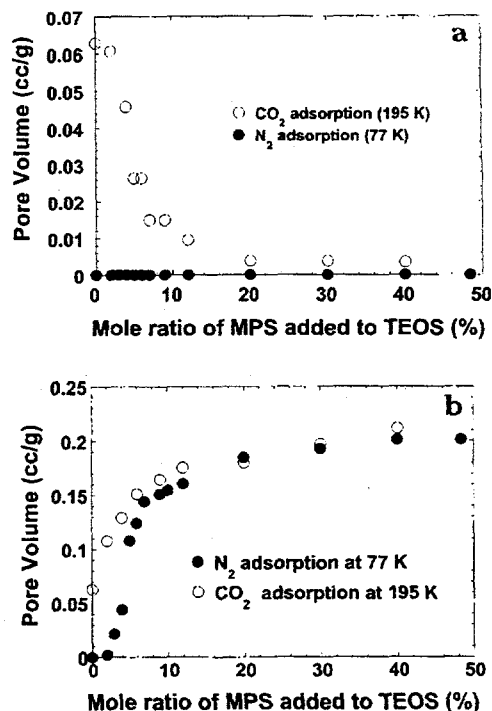 a
0.07
0.06
0.05
0.04
0.03
0.02
0.01
0
Pore Volume (cc/g)
CO2 adsorption (195 K)
N2 adsorption (77 K)
0 10 20 30 40 50
Mole ratio of MPS added to TEOS (%)
b
0.25
0.2
0.15
0.1
0.05
0
Pore Volume (cc/g)
N2 adsorption at 77 K
CO2 adsorption at 195 K
0 10 20 30 40 50
Mole ratio of MPS added to TEOS (%)